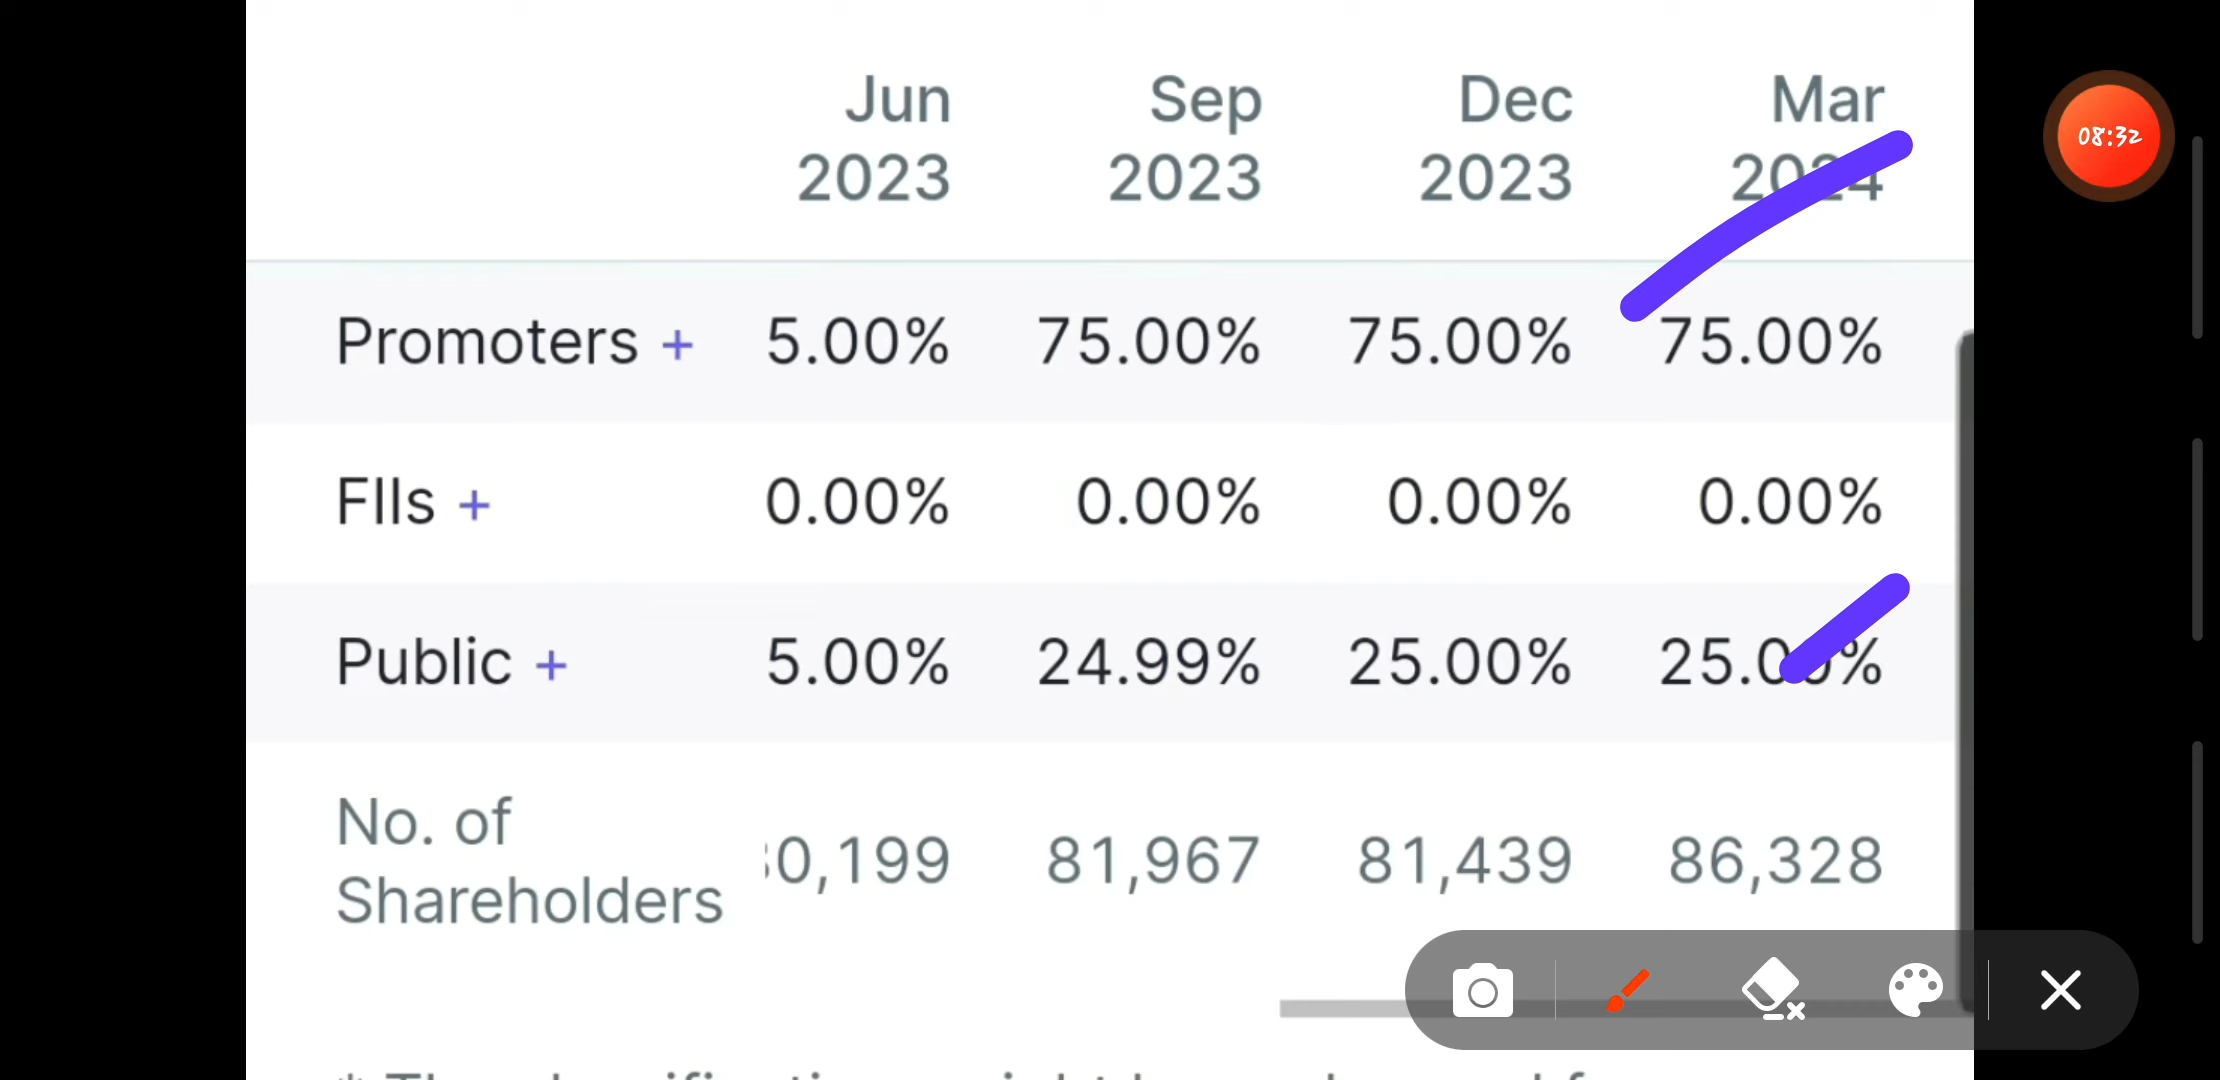 Jun Sep Dec Mar
2023 2023 2023 2024
Promoters + 5.00% 75.00% 75.00% 75.00%
FIIs + 0.00% 0.00% 0.00% 0.00%
Public + 5.00% 24.99% 25.00% 25.00%
No. of
Shareholders 0,199 81,967 81,439 86,328
08:32